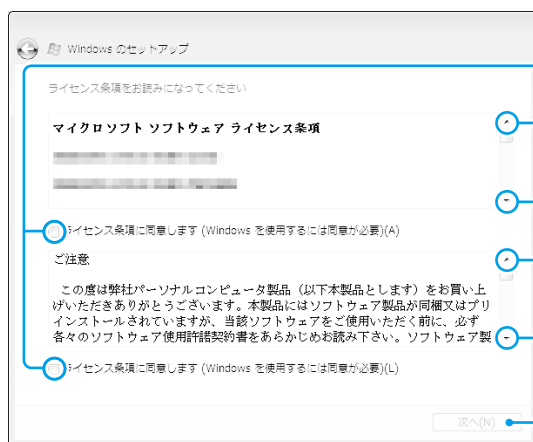 Windows のセットアップ
ライセンス条項をお読みになってください
マイクロソフト ソフトウェア ライセンス条項
ライセンス条項に同意します (Windows を使用するには同意が必要)(A)
ご注意
この度は弊社パーソナルコンピュータ製品（以下本製品とします）をお買い上
げいただきありがとうございます。本製品にはソフトウェア製品が同梱又はプリ
インストールされていますが、当該ソフトウェアをご使用いただく前に、必ず
各々のソフトウェア使用許諾契約書をあらかじめお読み下さい。ソフトウェア製
ライセンス条項に同意します (Windows を使用するには同意が必要)(L)
次へ(N)